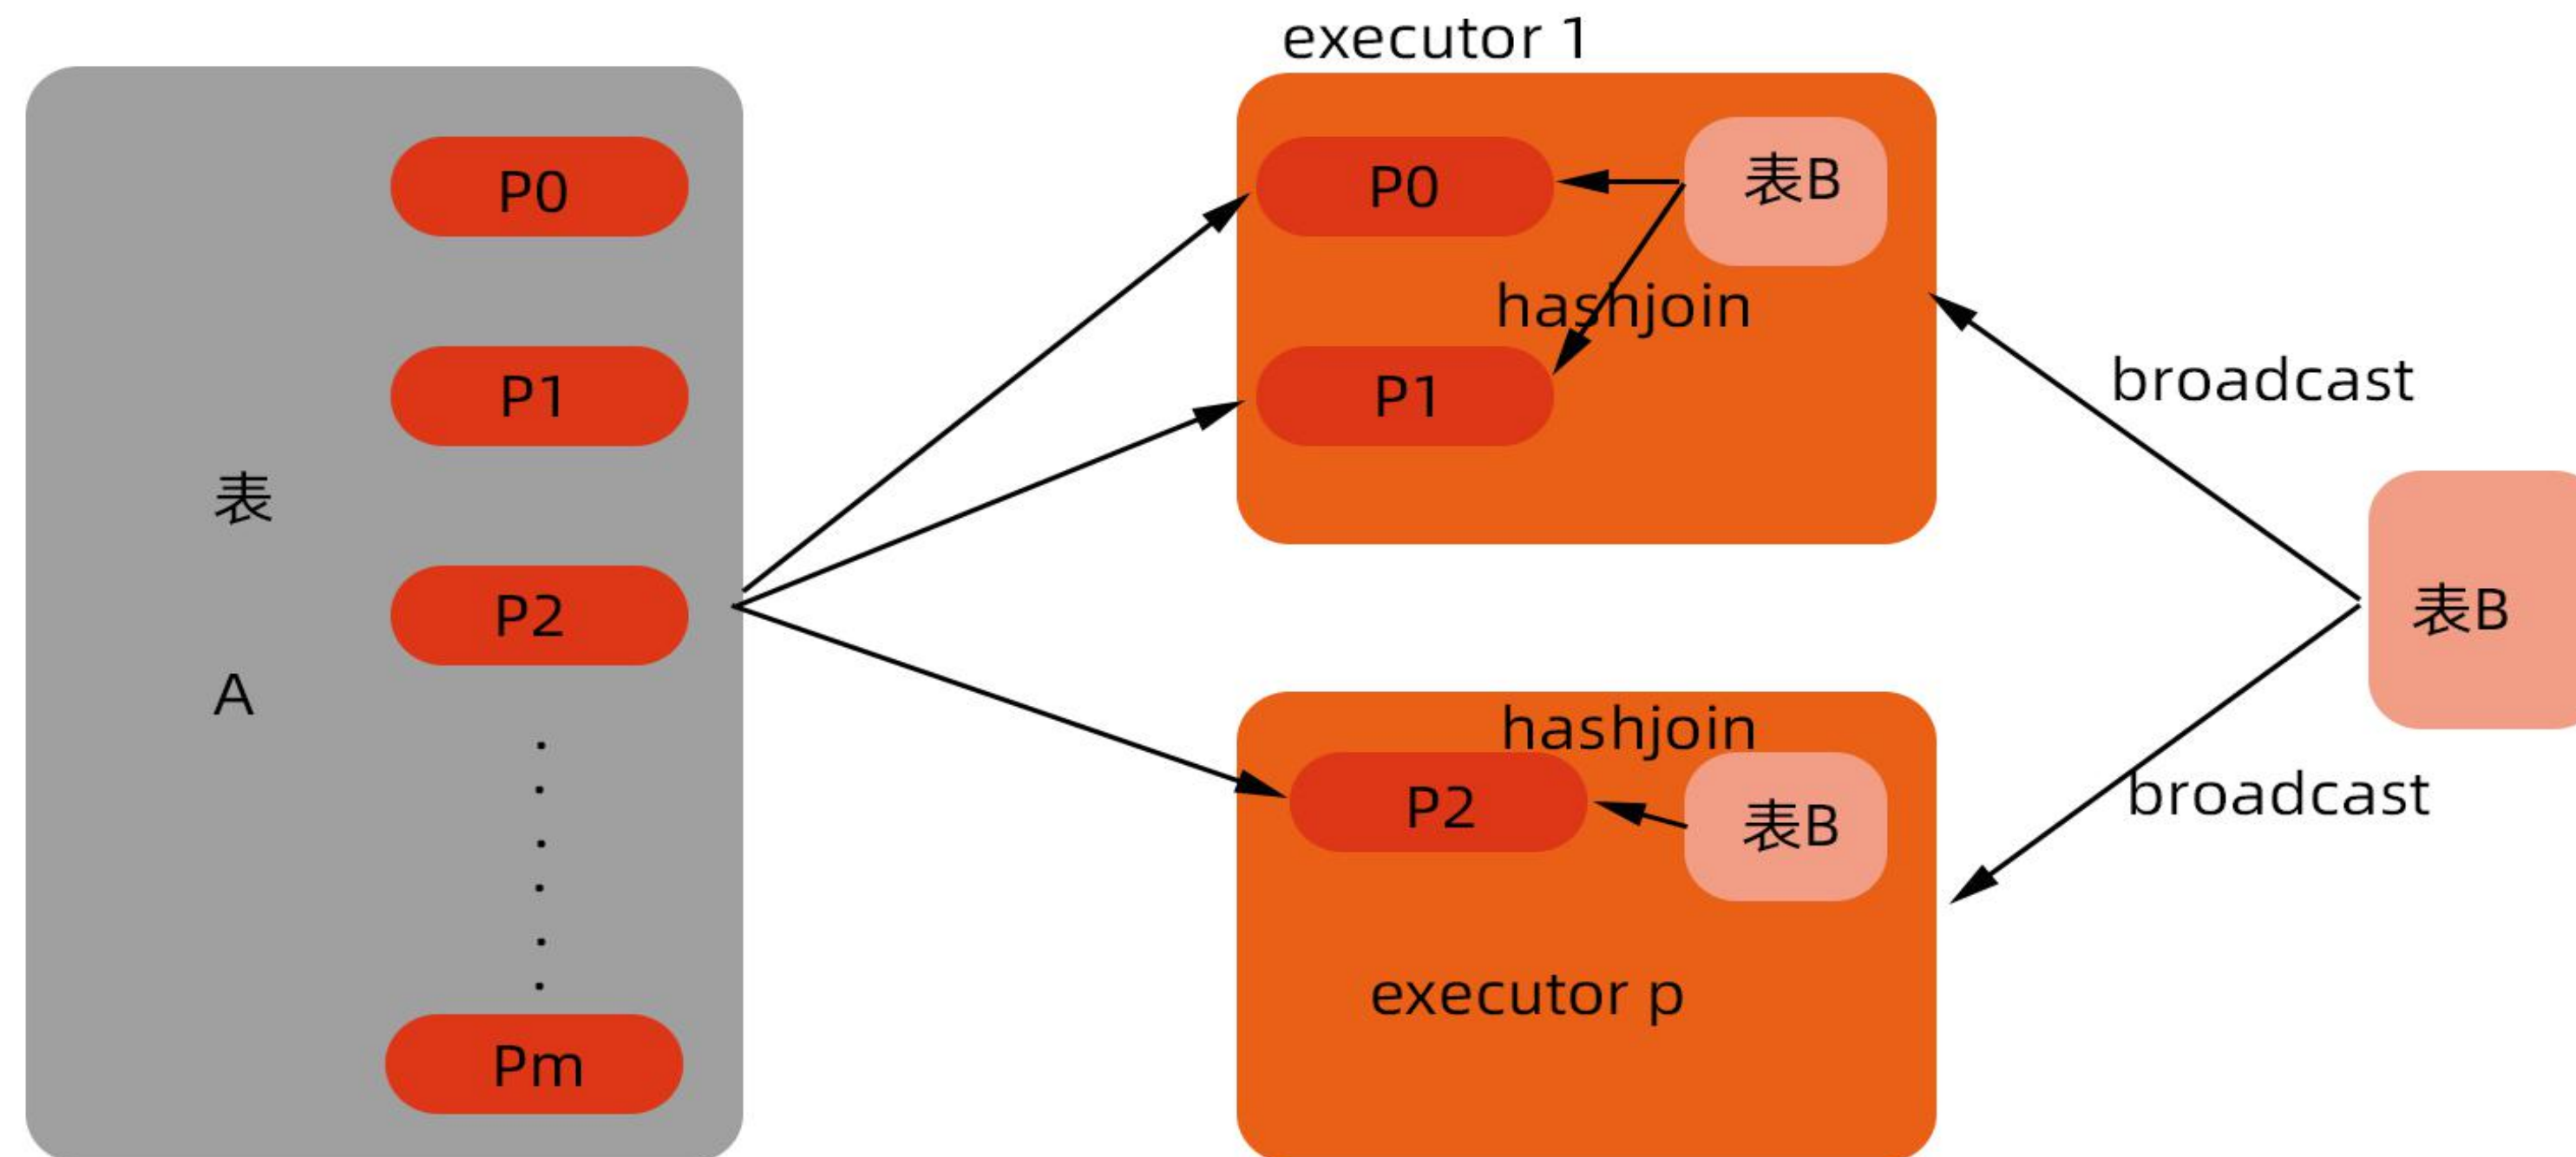 executor 1
P0
P1
表
P2
A
Pm
P0
表B
hashjoin
P1
hashjoin
P2
表B
executor p
broadcast
表B
broadcast